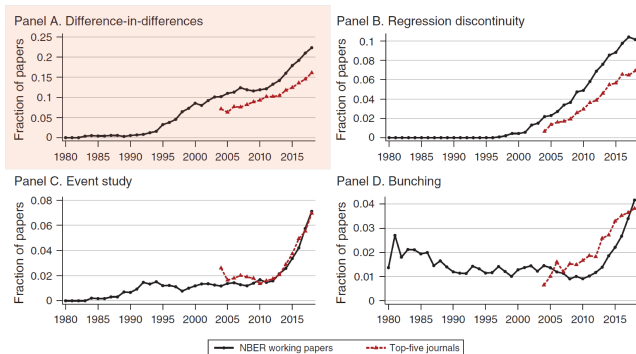 Panel A. Difference-in-differences
Fraction of papers
0.25
0.20
0.15
0.1
0.05
0
1980 1985 1990 1995 2000 2005 2010 2015
Panel B. Regression discontinuity
Fraction of papers
0.1
0.08
0.06
0.04
0.02
0
1980 1985 1990 1995 2000 2005 2010 2015
Panel C. Event study
Fraction of papers
0.08
0.06
0.04
0.02
0
1980 1985 1990 1995 2000 2005 2010 2015
Panel D. Bunching
Fraction of papers
0.04
0.03
0.02
0.01
0
1980 1985 1990 1995 2000 2005 2010 2015
NBER working papers Top-five journals